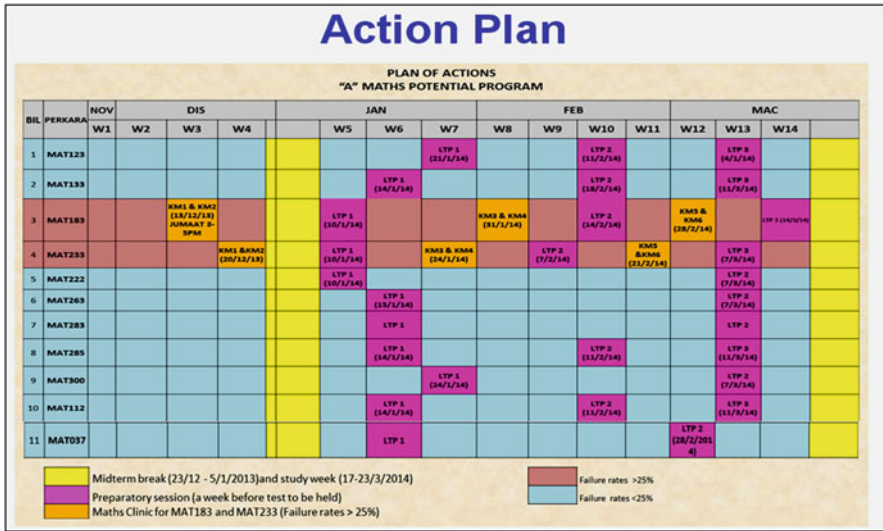 Action Plan
PLAN OF ACTIONS
"A" MATHS POTENTIAL PROGRAM
BIL PERKARA NOV DIS JAN FEB MAC
W1 W2 W3 W4 W5 W6 W7 W8 W9 W10 W11 W12 W13 W14
1 MAT123 LTP 1 (21/1/14) LTP 2 (11/2/14) LTP 3 (4/1/14)
2 MAT133 LTP 1 (14/1/14) LTP 2 (18/2/14) LTP 3 (11/3/14)
3 MAT183 KM1 & KM2 (13/12/13) JUMAAT 3-5PM LTP 1 (10/1/14) KM3 & KM4 (31/1/14) LTP 2 (14/2/14) KM5 & KM6 (28/2/14) LTP 3 (14/3/14)
4 MAT233 KM1 &KM2 (20/12/13) LTP 1 (10/1/14) KM3 & KM4 (24/1/14) LTP 2 (7/2/14) KM5 &KM6 (21/2/14) LTP 3 (7/3/14)
5 MAT222 LTP 1 (10/1/14) LTP 2 (7/3/14)
6 MAT263 LTP 1 (15/1/14) LTP 2 (7/3/14)
7 MAT283 LTP 1 LTP 2
8 MAT285 LTP 1 (14/1/14) LTP 2 (11/2/14) LTP 3 (11/3/14)
9 MAT300 LTP 1 (24/1/14) LTP 2 (7/3/14)
10 MAT112 LTP 1 (14/1/14) LTP 2 (11/2/14) LTP 3 (11/3/14)
11 MAT037 LTP 1 LTP 2 (28/2/2014)
Midterm break (23/12 - 5/1/2013)and study week (17-23/3/2014)
Failure rates >25%
Preparatory session (a week before test to be held)
Failure rates <25%
Maths Clinic for MAT183 and MAT233 (Failure rates > 25%)